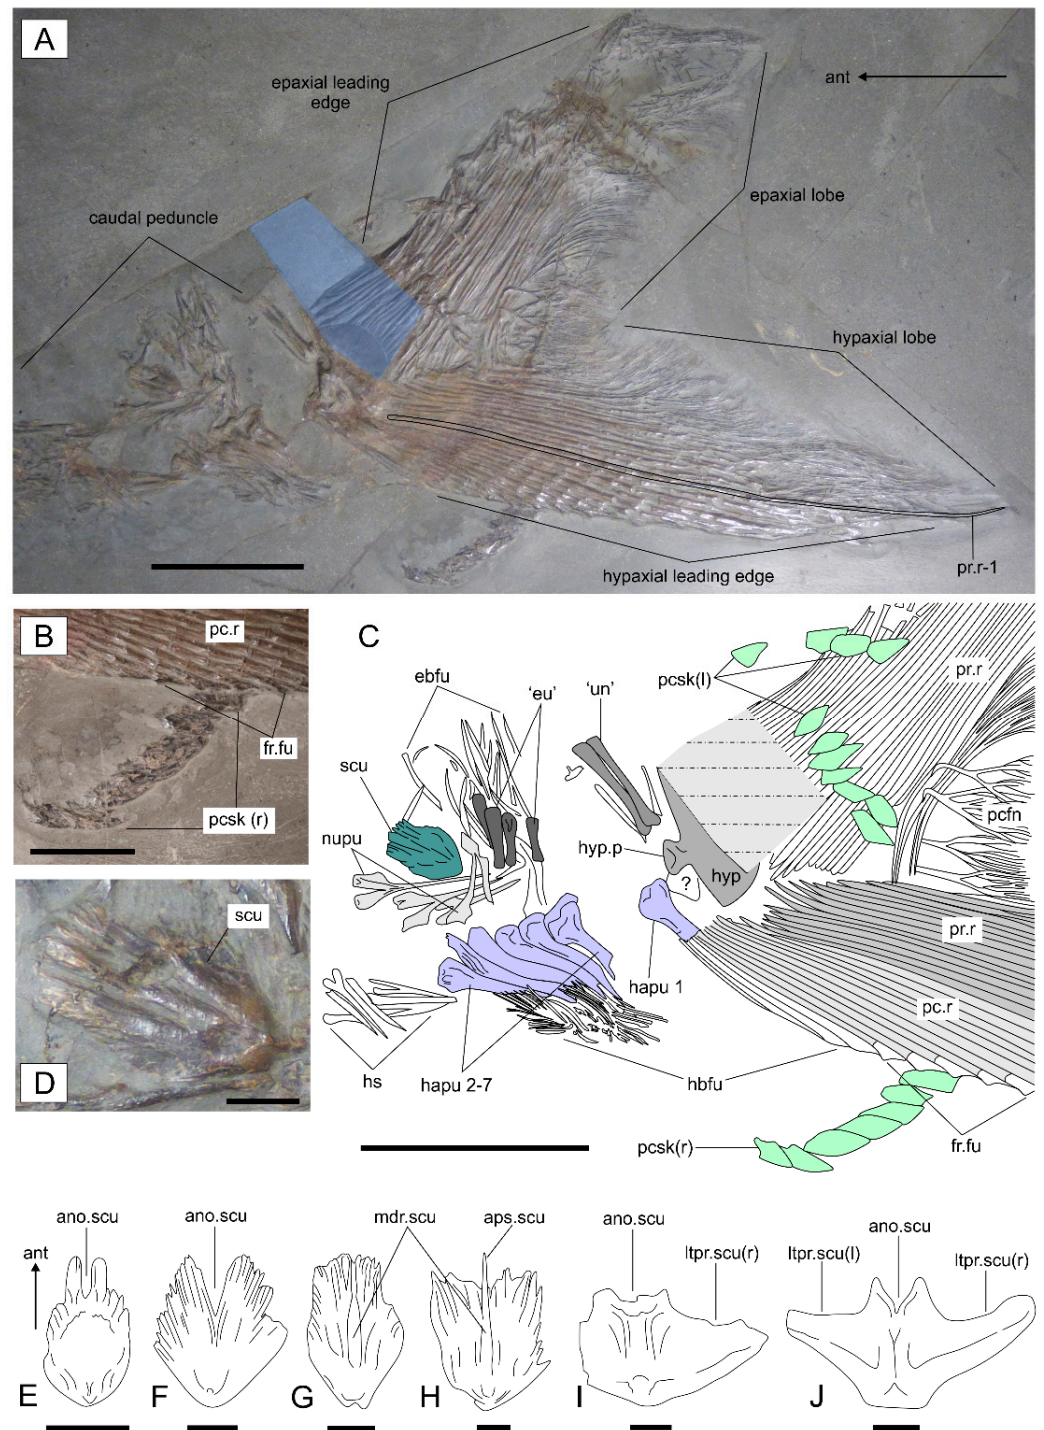 A
epaxial leading
edge
ant
caudal peduncle
epaxial lobe
hypaxial lobe
hypaxial leading edge
pr.r-1
B
pc.r
fr.fu
pcsk (r)
C
ebfu
'eu'
'un'
pcsk(l)
pr.r
scu
nupu
hyp.p
hyp
?
pcfn
pr.r
hapu 1
pc.r
hs
hapu 2-7
hbfu
pcsk(r)
fr.fu
D
scu
ant
ano.scu
ano.scu
mdr.scu
aps.scu
ano.scu
ltpr.scu(r)
ltpr.scu(l)
ano.scu
ltpr.scu(r)
E
F
G
H
I
J